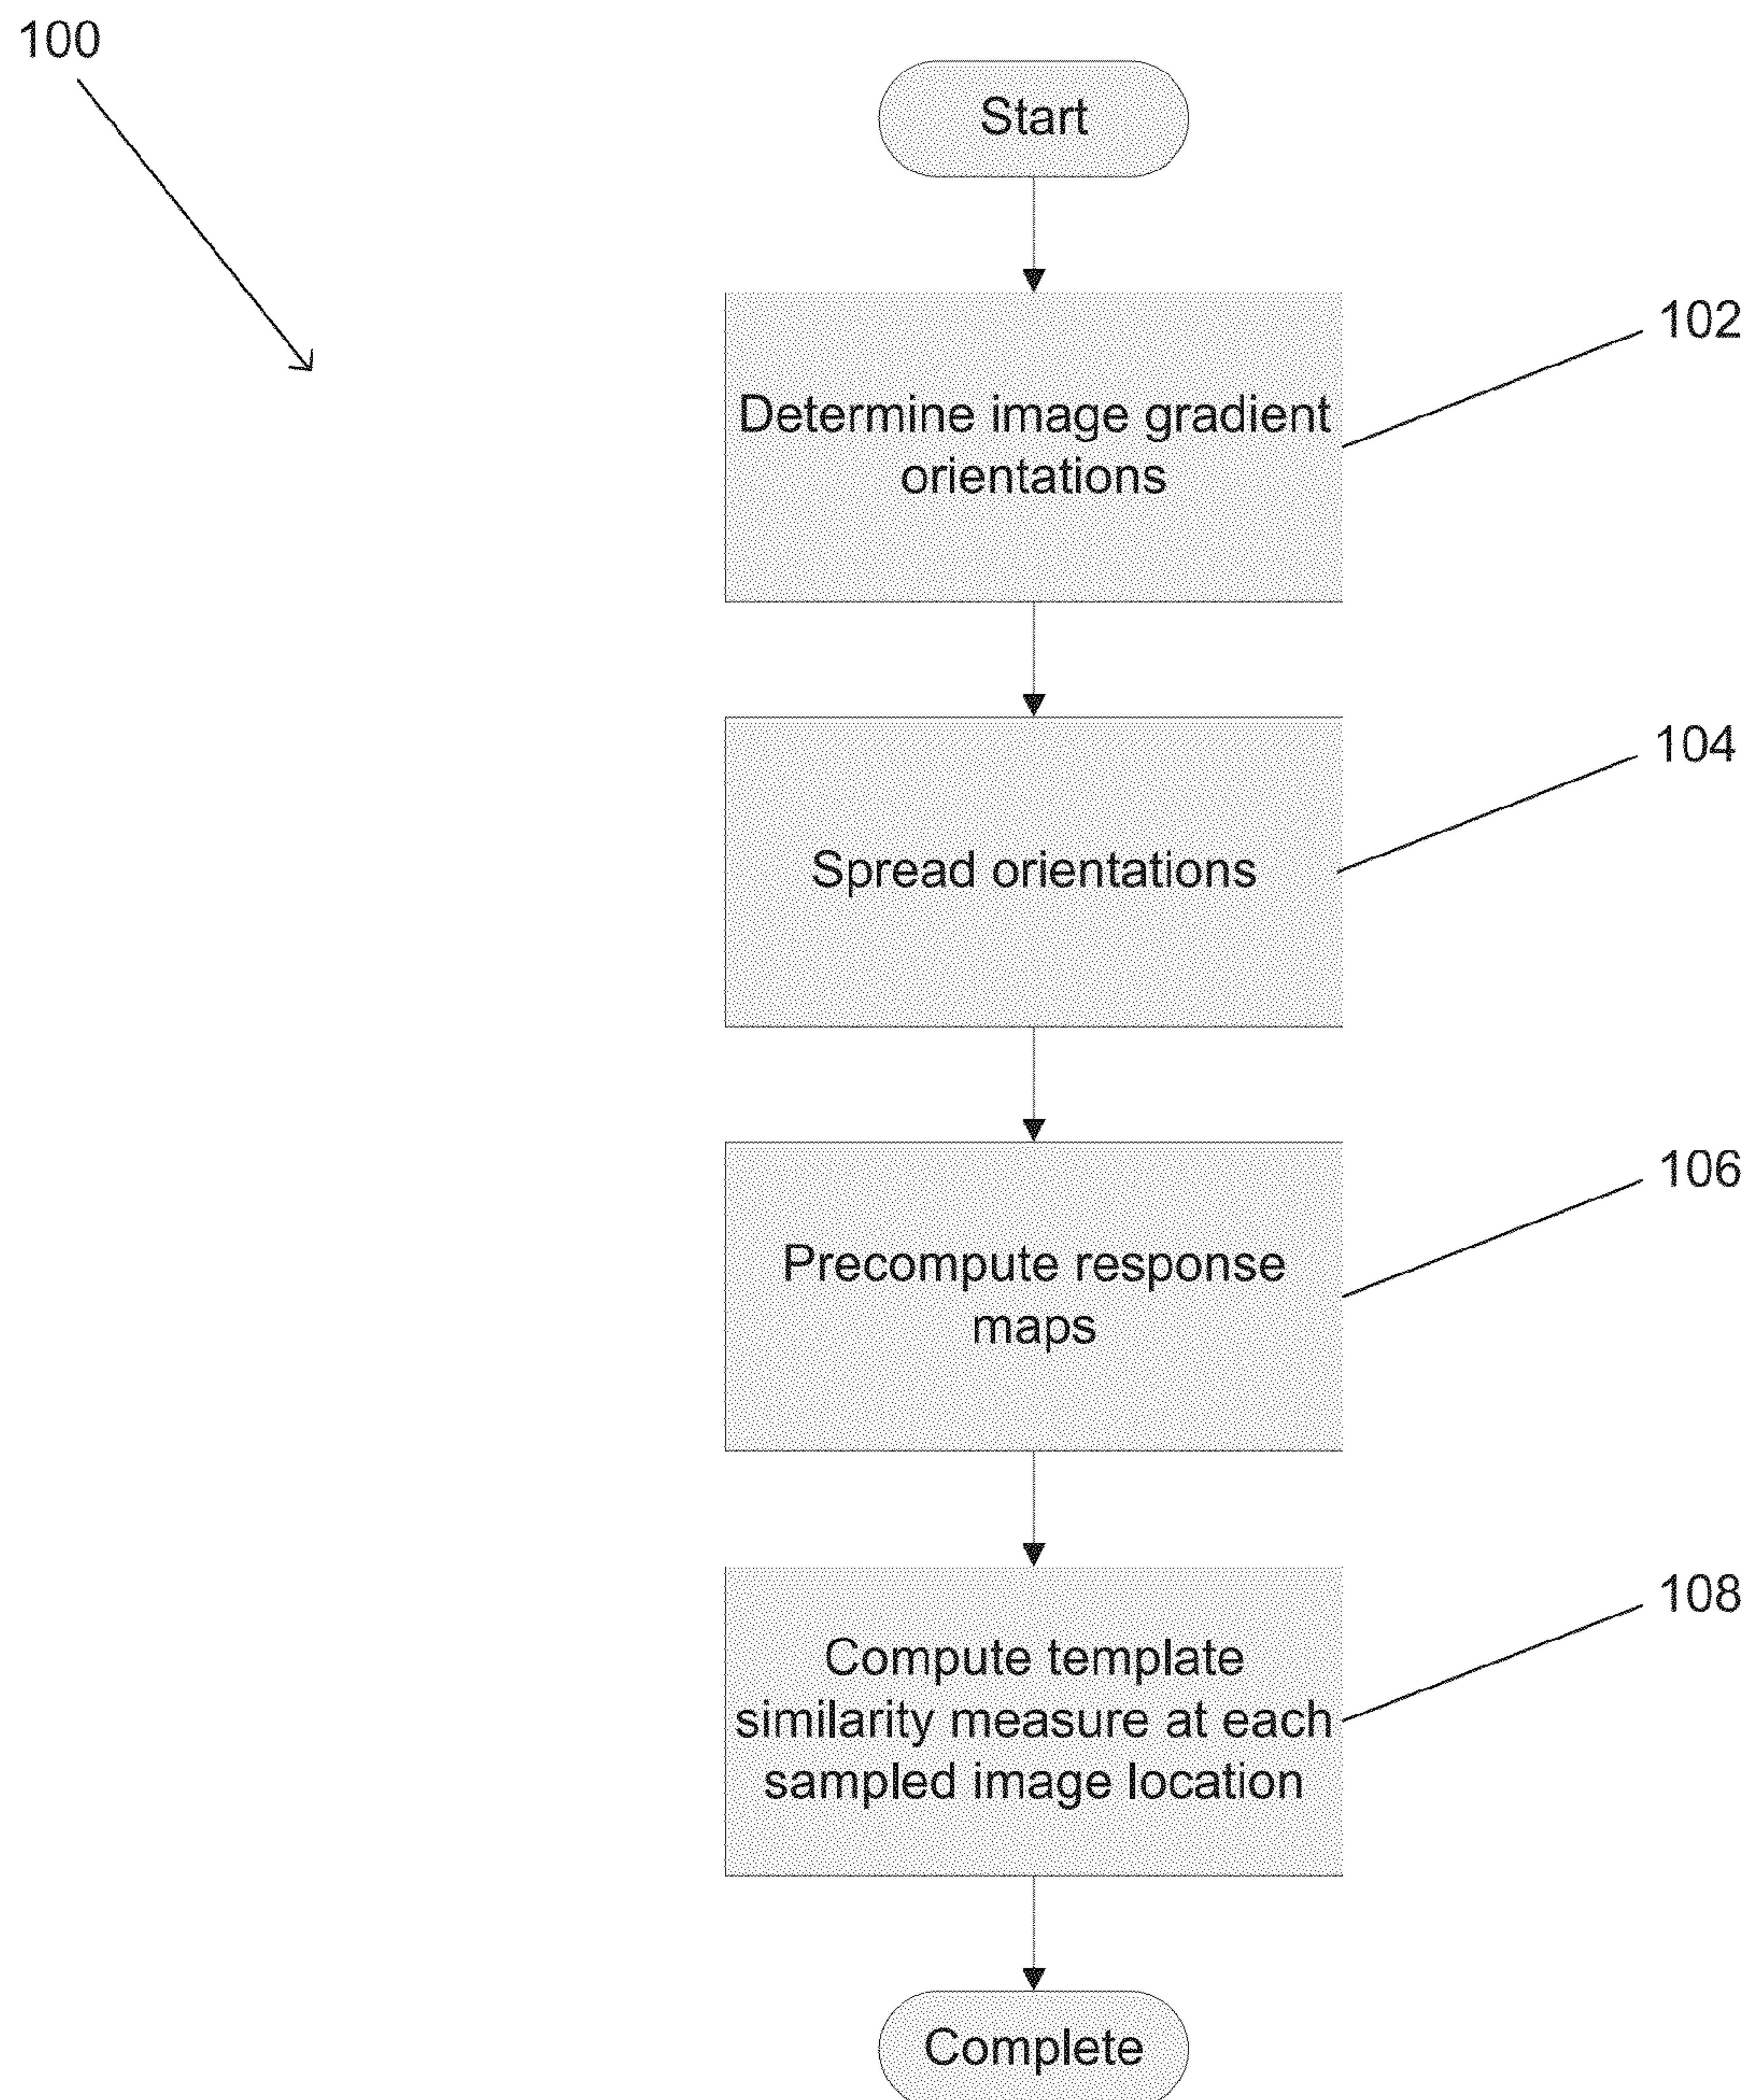 100
Start
102
Determine image gradient
orientations
104
Spread orientations
106
Precompute response
maps
108
Compute template
similarity measure at each
sampled image location
Complete